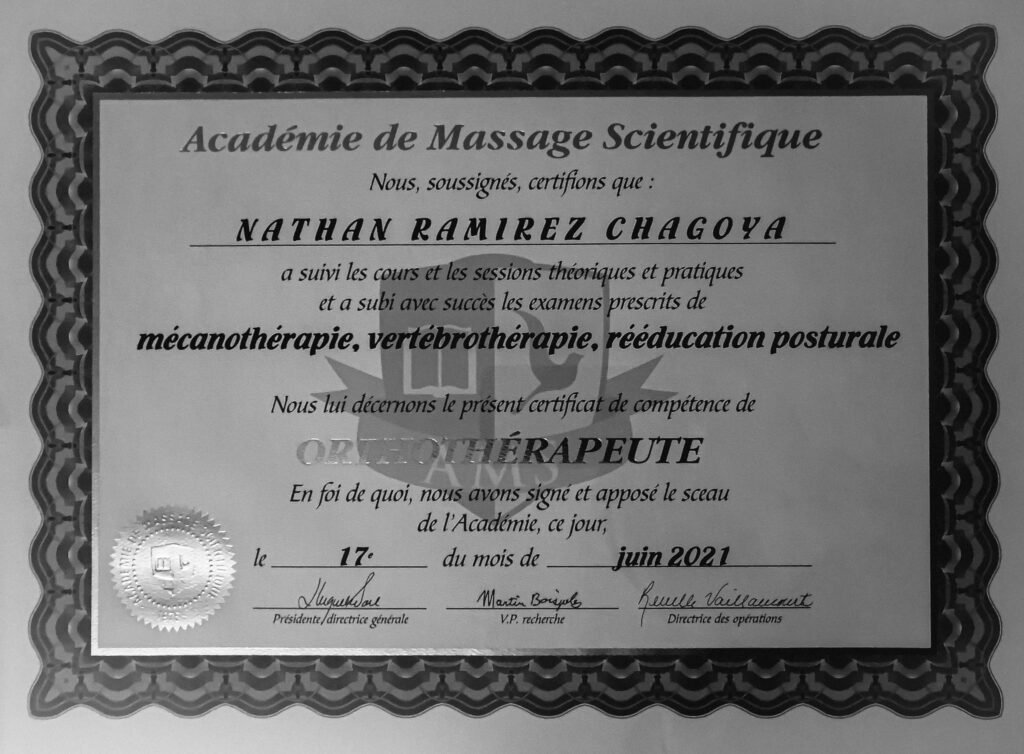 Académie de Massage Scientifique
Nous, soussignés, certifions que :
NATHAN RAMIREZ CHAGOYA
a suivi les cours et les sessions théoriques et pratiques
et a subi avec succès les examens prescrits de
mécanothérapie, vertébrothérapie, rééducation posturale
Nous lui décernons le présent certificat de compétence de
ORTHOTHÉRAPEUTE
AMS
En foi de quoi, nous avons signé et apposé le sceau
de l'Académie, ce jour,
le 17e du mois de juin 2021
Martin
Présidente/directrice générale V.P. recherche Directrice des opérations